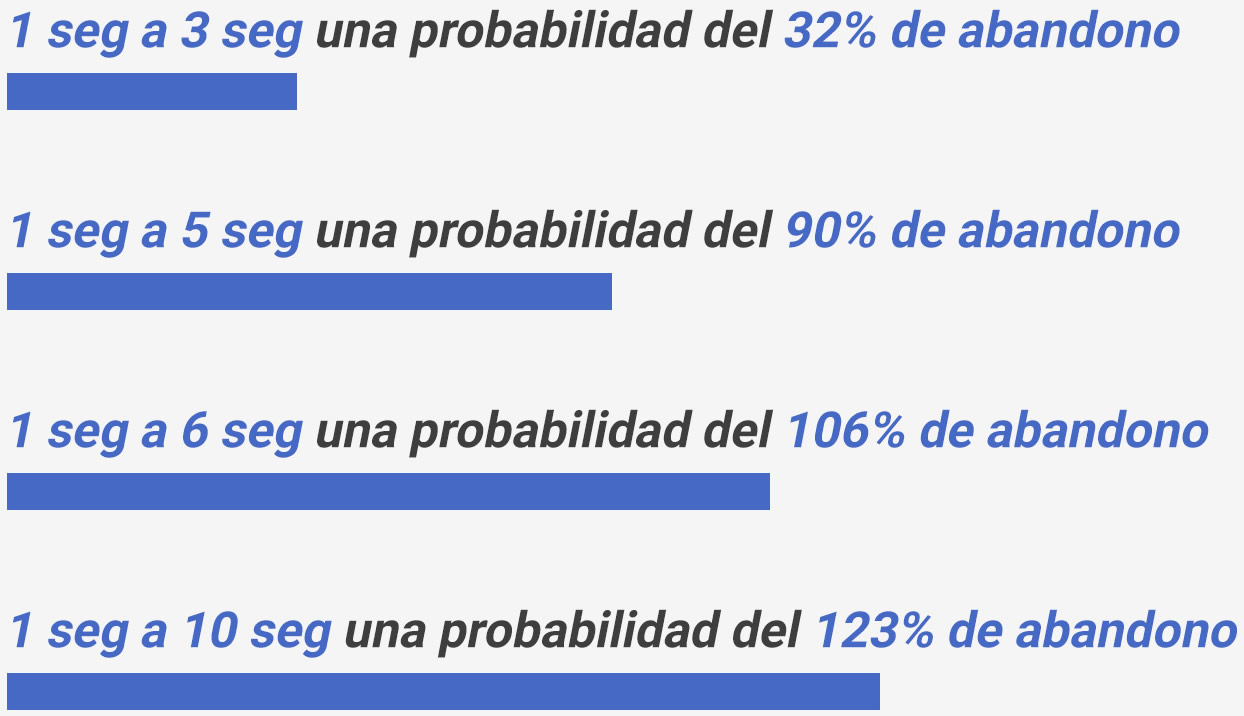 1 seg a 3 seg una probabilidad del 32% de abandono
1 seg a 5 seg una probabilidad del 90% de abandono
1 seg a 6 seg una probabilidad del 106% de abandono
1 seg a 10 seg una probabilidad del 123% de abandono